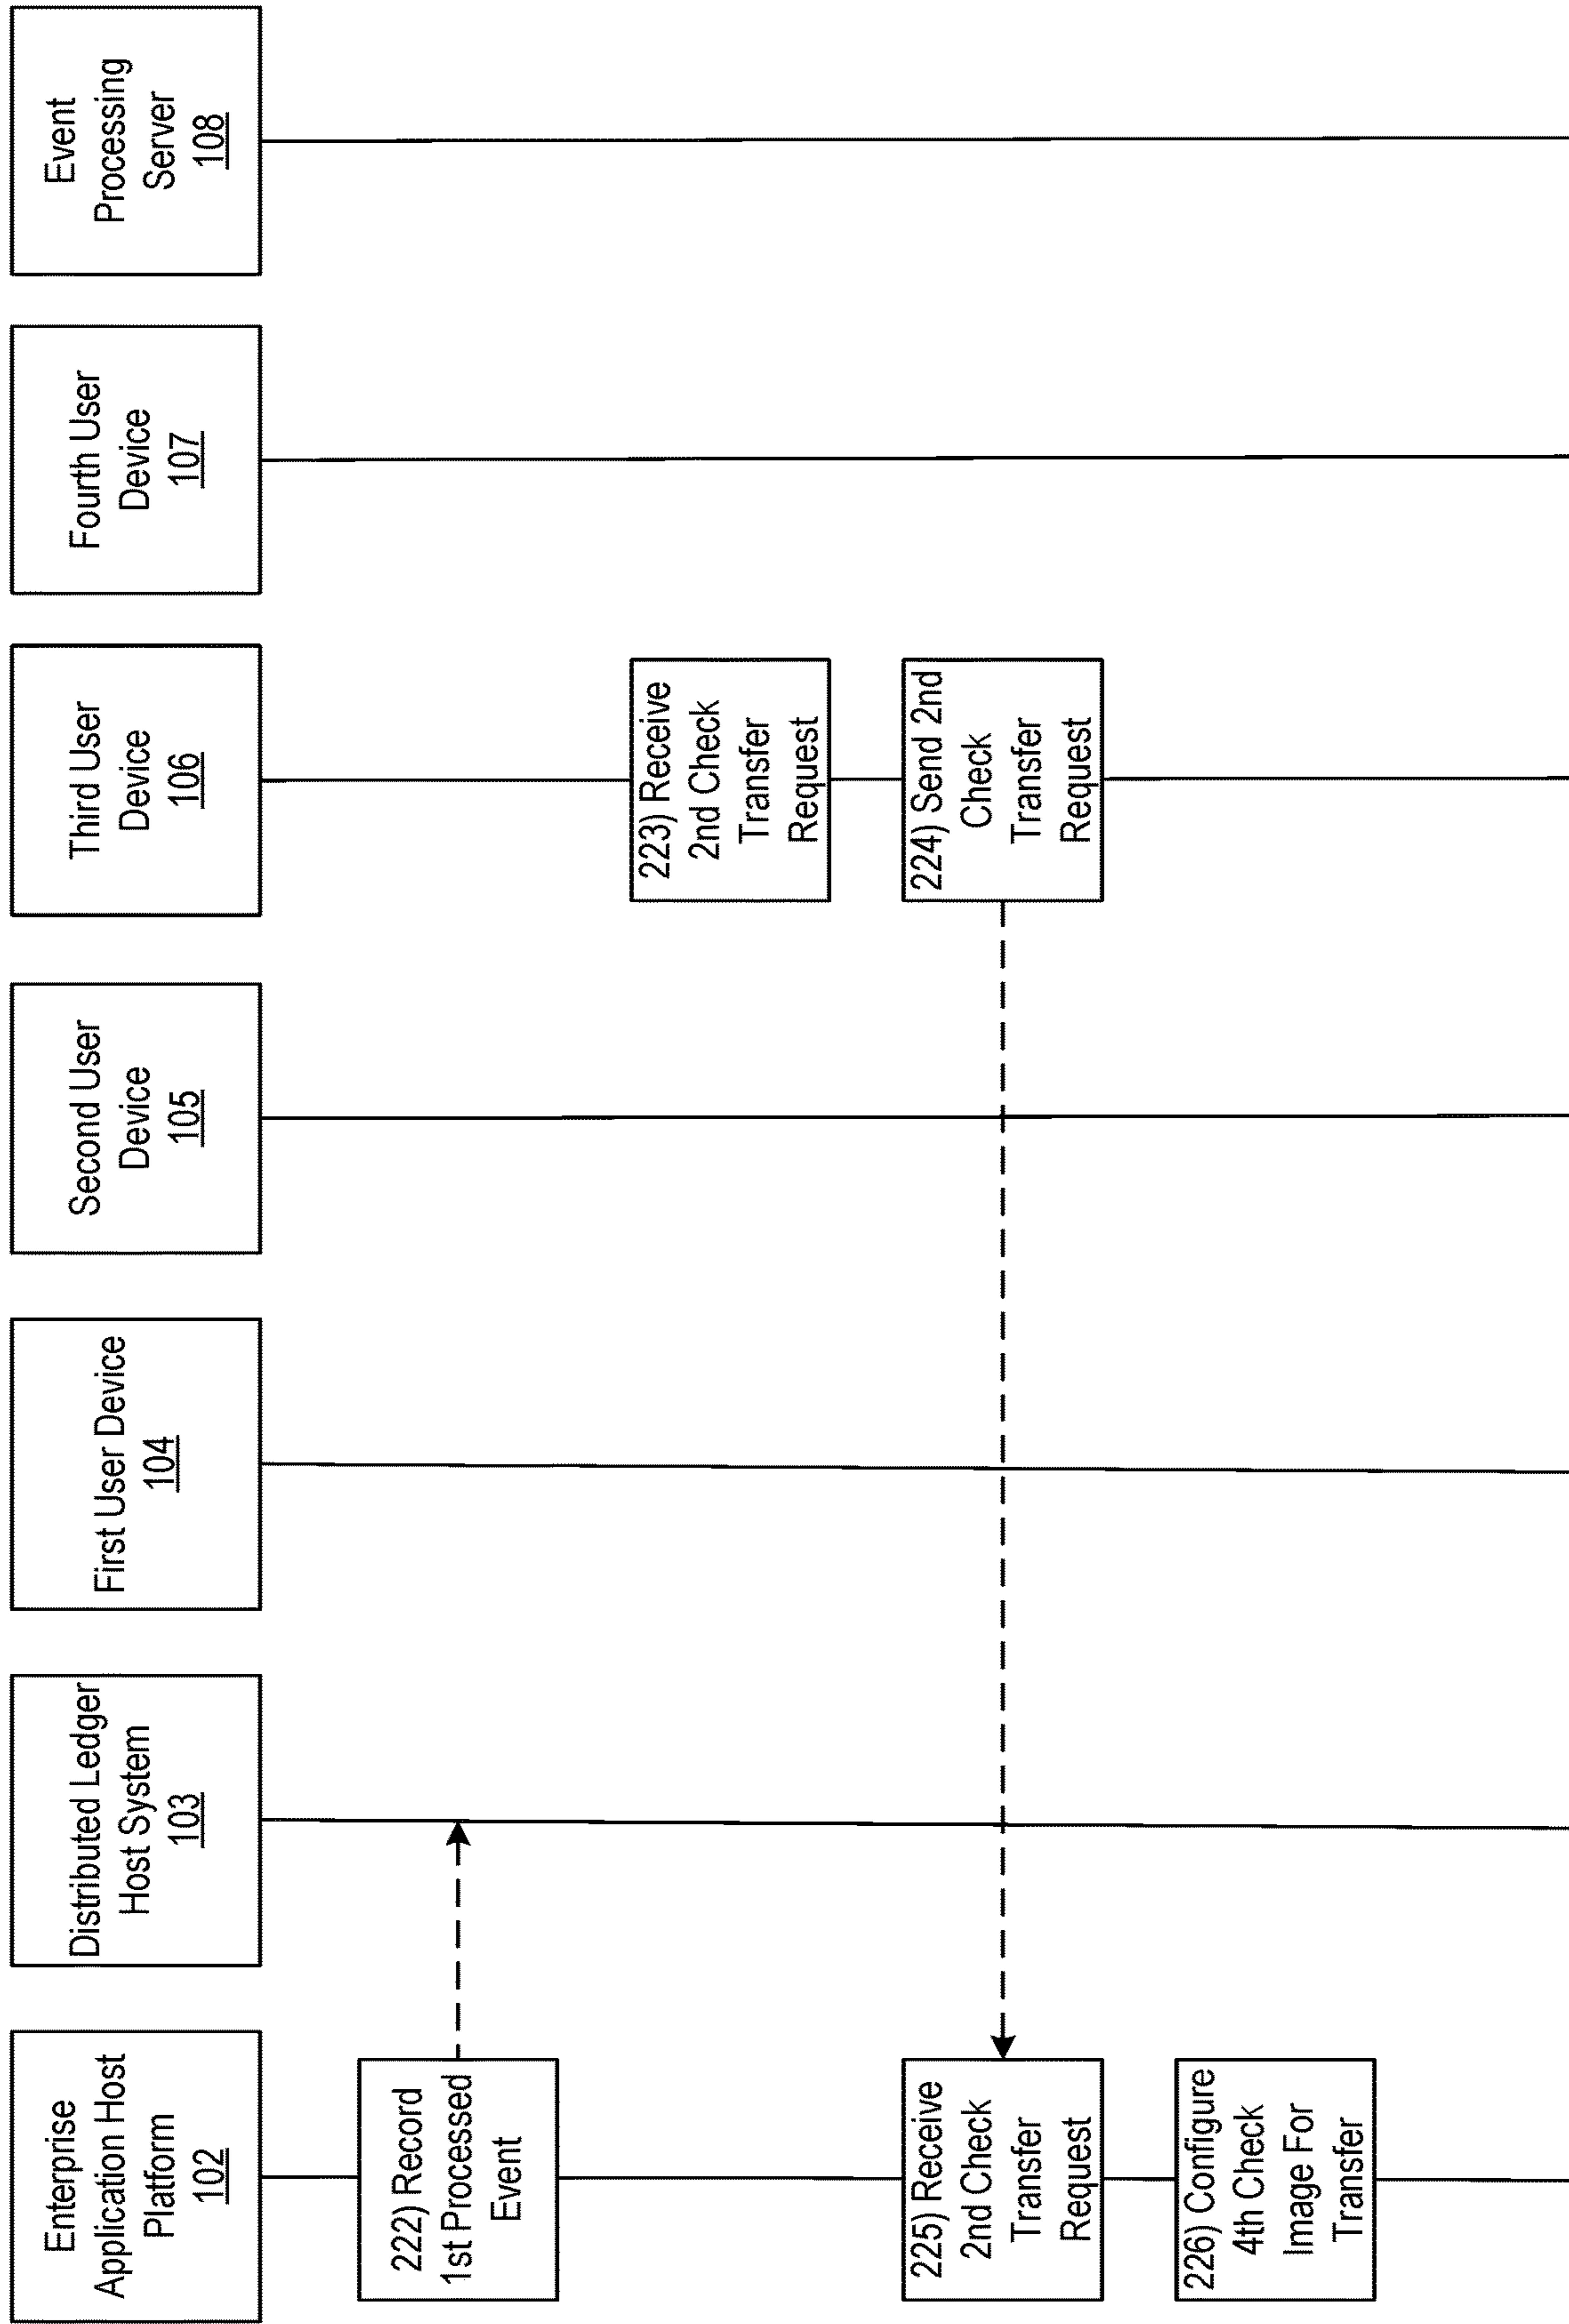 Enterprise
Application Host
Platform
102
Distributed Ledger
Host System
103
First User Device
104
Second User
Device
105
Third User
Device
106
Fourth User
Device
107
Event
Processing
Server
108
222) Record
1st Processed
Event
223) Receive
2nd Check
Transfer
Request
224) Send 2nd
Check
Transfer
Request
225) Receive
2nd Check
Transfer
Request
226) Configure
4th Check
Image For
Transfer